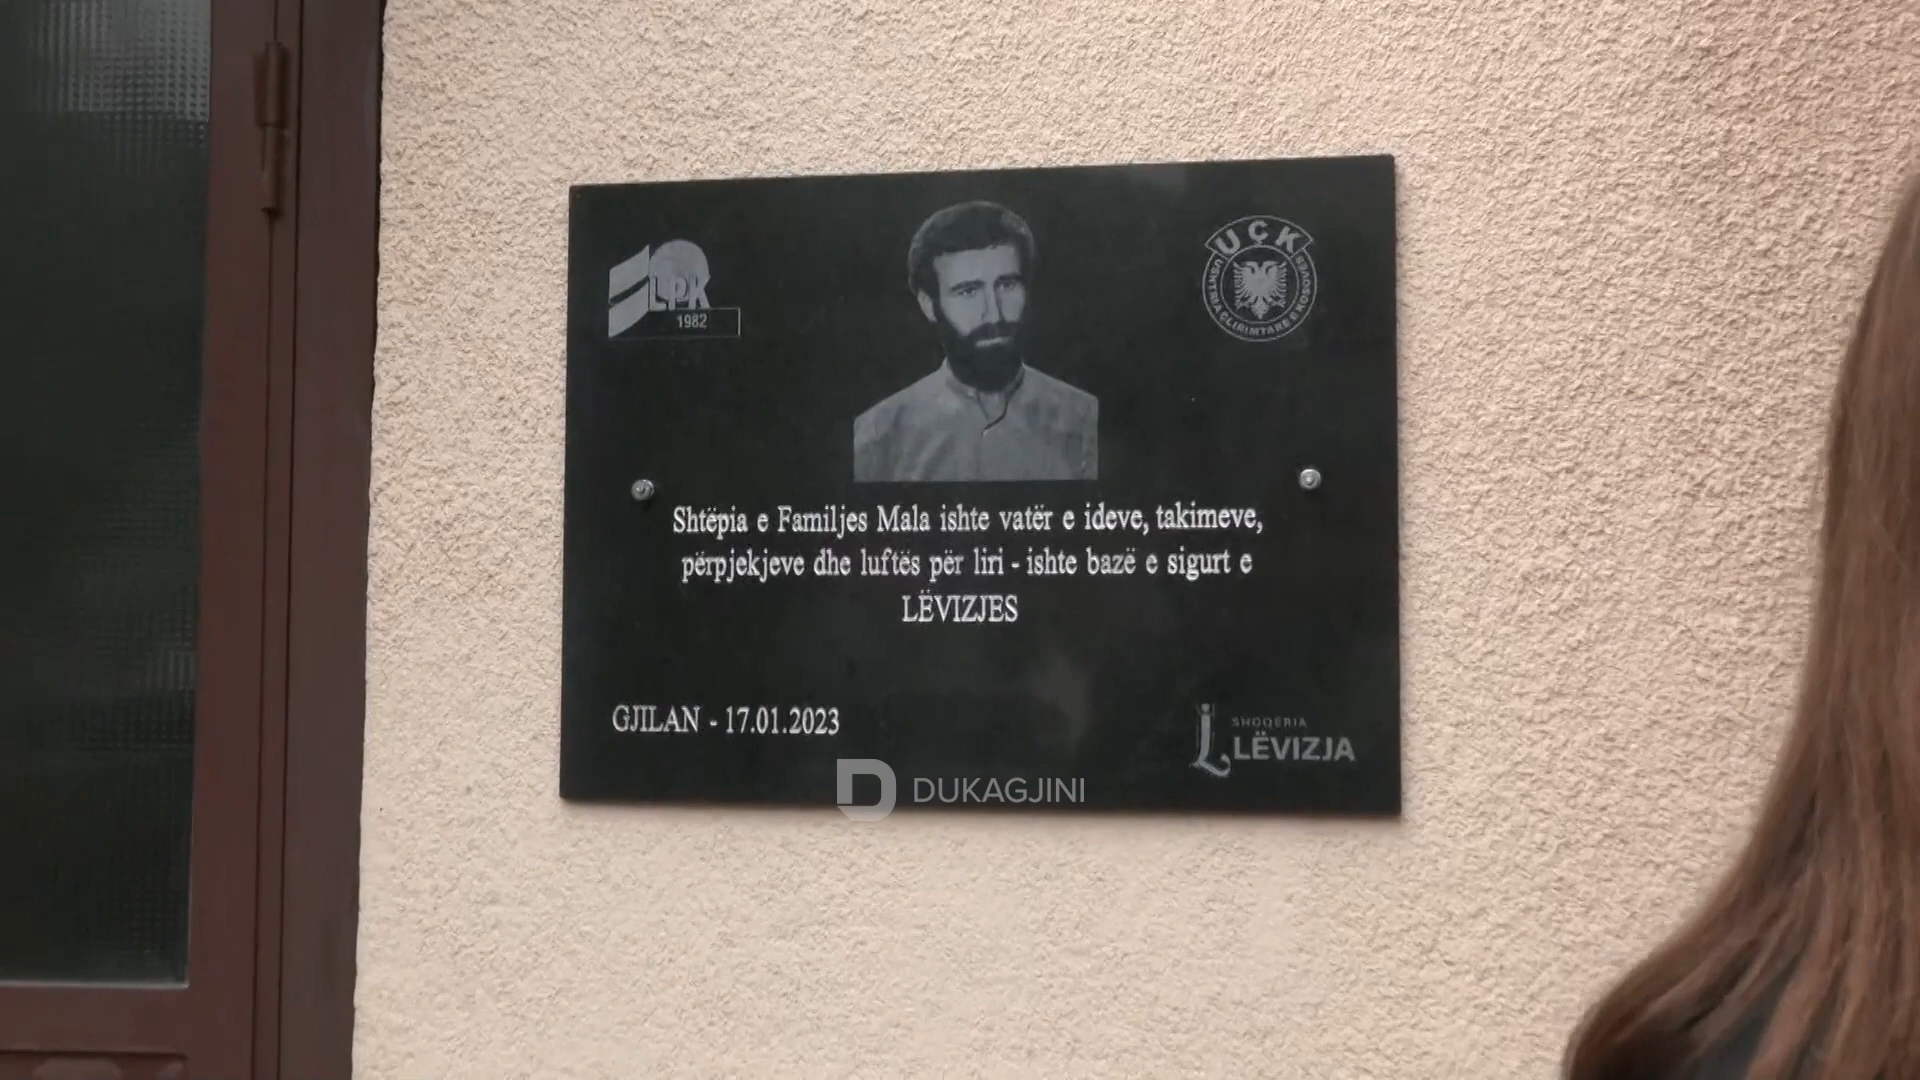 LPK
1982
UÇK
USHTRIA ÇLIRIMTARE E KOSOVËS
Shtëpia e Familjes Mala ishte vatër e ideve, takimeve,
përpjekjeve dhe luftës për liri - ishte bazë e sigurt e
LËVIZJES
GJILAN - 17.01.2023
SHOQERIA
LËVIZJA
DUKAGJINI